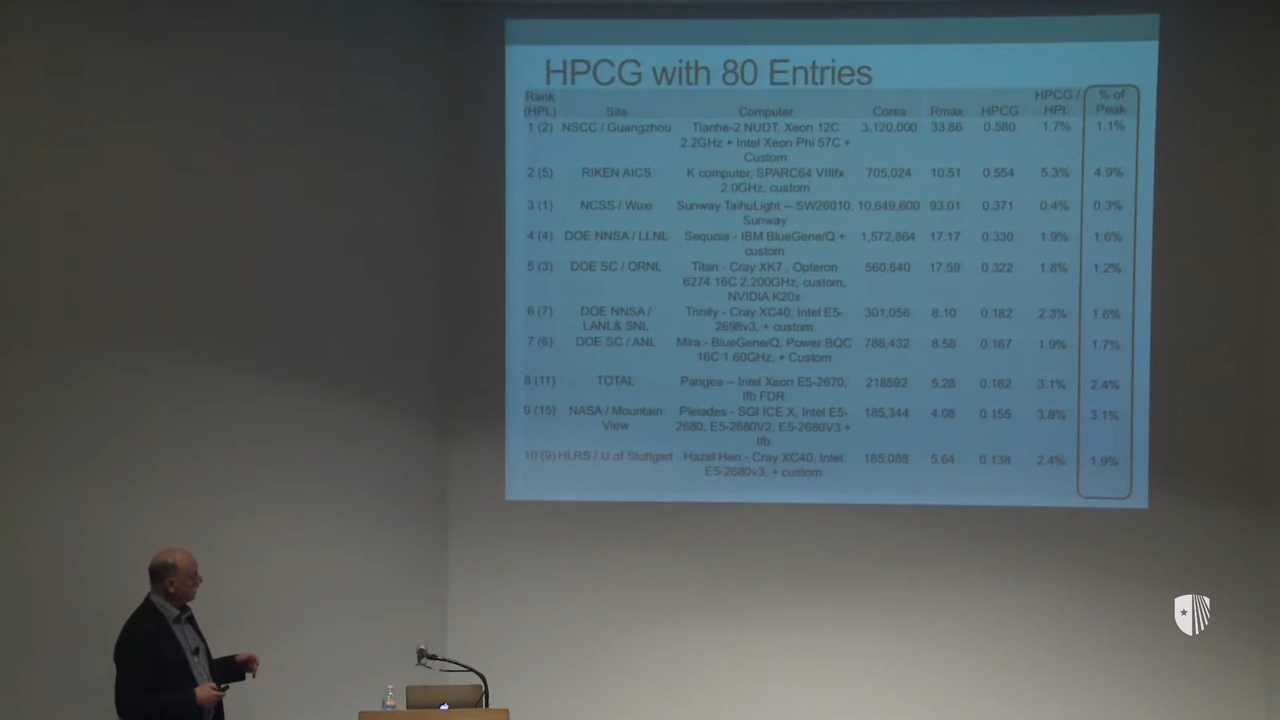 HPCG with 80 Entries
Rank (HPL) Site Computer Cores Rmax HPCG HPCG / HPL % of Peak
1 (2) NSCC / Guangzhou Tianhe-2 NUDT, Xeon 12C 3,120,000 33.86 0.580 1.7% 1.1%
2.2GHz + Intel Xeon Phi 57C +
Custom
2 (5) RIKEN AICS K computer, SPARC64 VIIIfx 705,024 10.51 0.554 5.3% 4.9%
2.0GHz, custom
3 (1) NCSS / Wuxi Sunway TaihuLight – SW26010, 10,649,600 93.01 0.371 0.4% 0.3%
Sunway
4 (4) DOE NNSA / LLNL Sequoia - IBM BlueGene/Q + 1,572,864 17.17 0.330 1.9% 1.6%
custom
5 (3) DOE SC / ORNL Titan - Cray XK7 , Opteron 560,640 17.59 0.322 1.8% 1.2%
6274 16C 2.200GHz, custom,
NVIDIA K20x
6 (7) DOE NNSA / Trinity - Cray XC40, Intel E5- 301,056 8.10 0.182 2.3% 1.6%
LANL& SNL 2698v3, + custom
7 (6) DOE SC / ANL Mira - BlueGene/Q, Power BQC 786,432 8.58 0.167 1.9% 1.7%
16C 1.60GHz, + Custom
8 (11) TOTAL Pangea – Intel Xeon E5-2670, 218592 5.28 0.162 3.1% 2.4%
Ifb FDR
9 (15) NASA / Mountain Pleiades - SGI ICE X, Intel E5- 185,344 4.08 0.155 3.8% 3.1%
View 2680, E5-2680V2, E5-2680V3 +
Ifb
10 (9) HLRS / U of Stuttgart Hazel Hen - Cray XC40, Intel 185,088 5.64 0.138 2.4% 1.9%
E5-2680v3, + custom